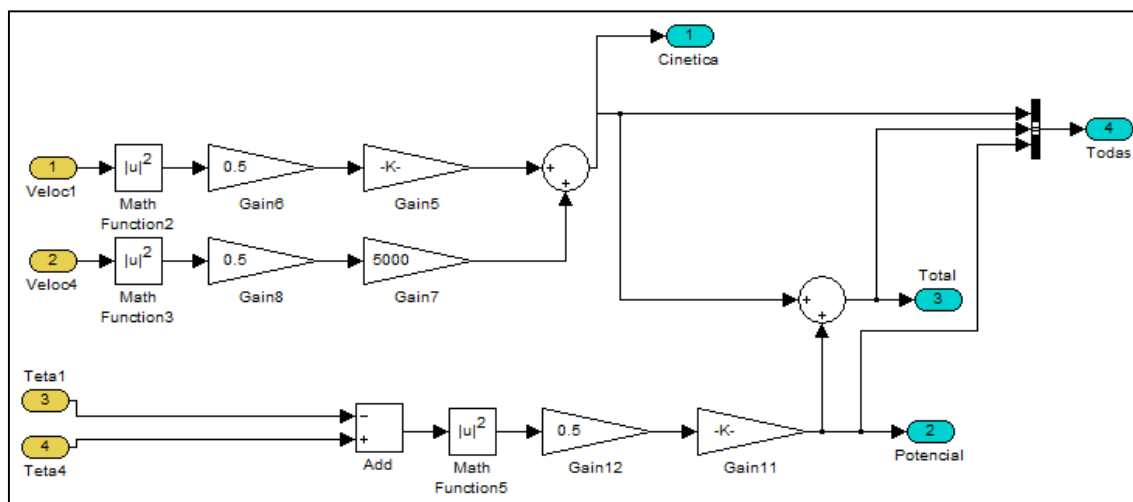 1
Cinetica
4
Todas
1
Veloc1
|u|²
Math
Function2
0.5
Gain6
-K-
Gain5
+
+
2
Veloc4
|u|²
Math
Function3
0.5
Gain8
5000
Gain7
+
+
Total
3
Teta1
3
4
Teta4
−
+
Add
|u|²
Math
Function5
0.5
Gain12
-K-
Gain11
2
Potencial